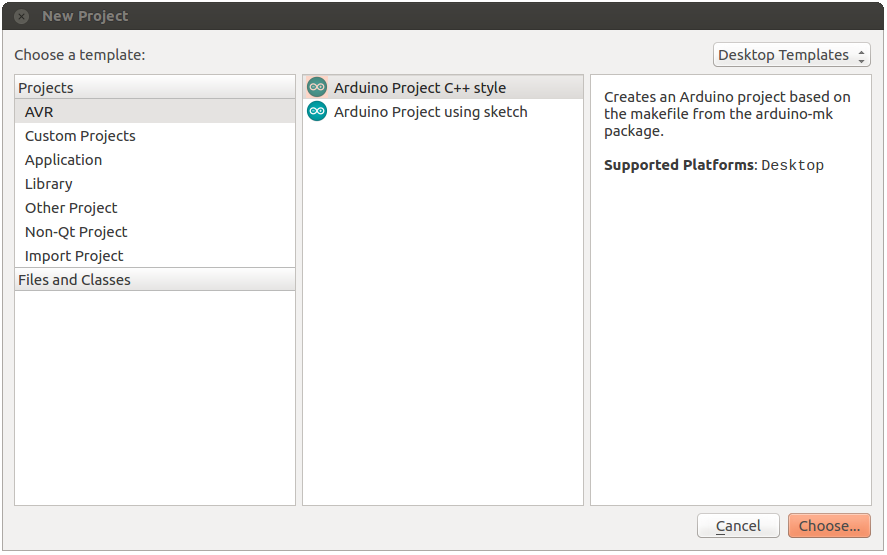 New Project
Choose a template:
Desktop Templates
Projects
AVR
Custom Projects
Application
Library
Other Project
Non-Qt Project
Import Project
Files and Classes
Arduino Project C++ style
Arduino Project using sketch
Creates an Arduino project based on
the makefile from the arduino-mk
package.
Supported Platforms: Desktop
Cancel
Choose...